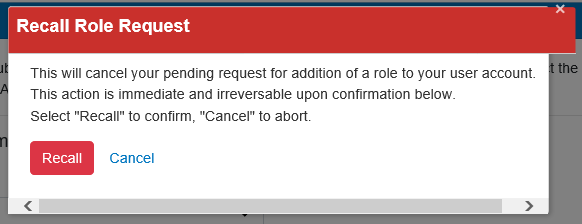 Recall Role Request
This will cancel your pending request for addition of a role to your user account.
This action is immediate and irreversable upon confirmation below.
Select "Recall" to confirm, "Cancel" to abort.
Recall Cancel